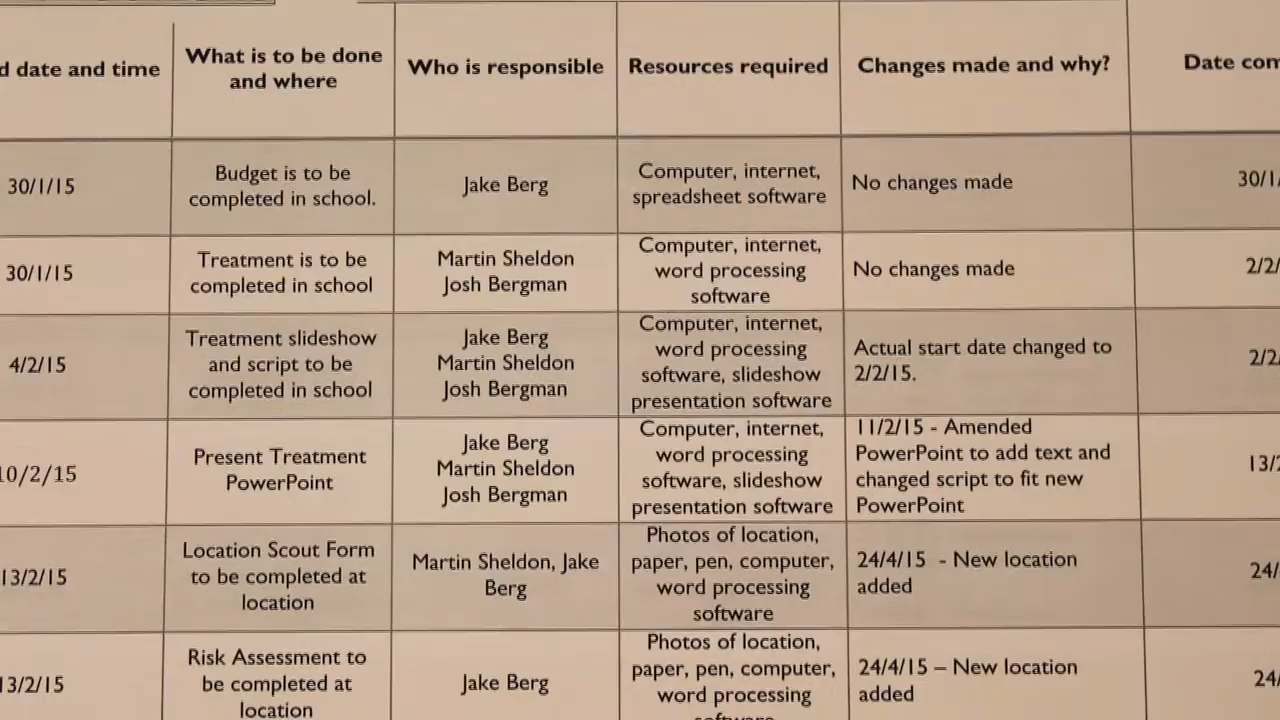 d date and time
What is to be done
and where
Who is responsible
Resources required
Changes made and why?
Date com
30/1/15
Budget is to be
completed in school.
Jake Berg
Computer, internet,
spreadsheet software
No changes made
30/1/
30/1/15
Treatment is to be
completed in school
Martin Sheldon
Josh Bergman
Computer, internet,
word processing
software
No changes made
2/2/
4/2/15
Treatment slideshow
and script to be
completed in school
Jake Berg
Martin Sheldon
Josh Bergman
Computer, internet,
word processing
software, slideshow
presentation software
Actual start date changed to
2/2/15.
2/2/
10/2/15
Present Treatment
PowerPoint
Jake Berg
Martin Sheldon
Josh Bergman
Computer, internet,
word processing
software, slideshow
presentation software
11/2/15 - Amended
PowerPoint to add text and
changed script to fit new
PowerPoint
13/2
13/2/15
Location Scout Form
to be completed at
location
Martin Sheldon, Jake
Berg
Photos of location,
paper, pen, computer,
word processing
software
24/4/15 - New location
added
24/
13/2/15
Risk Assessment to
be completed at
location
Jake Berg
Photos of location,
paper, pen, computer,
word processing
software
24/4/15 – New location
added
24/